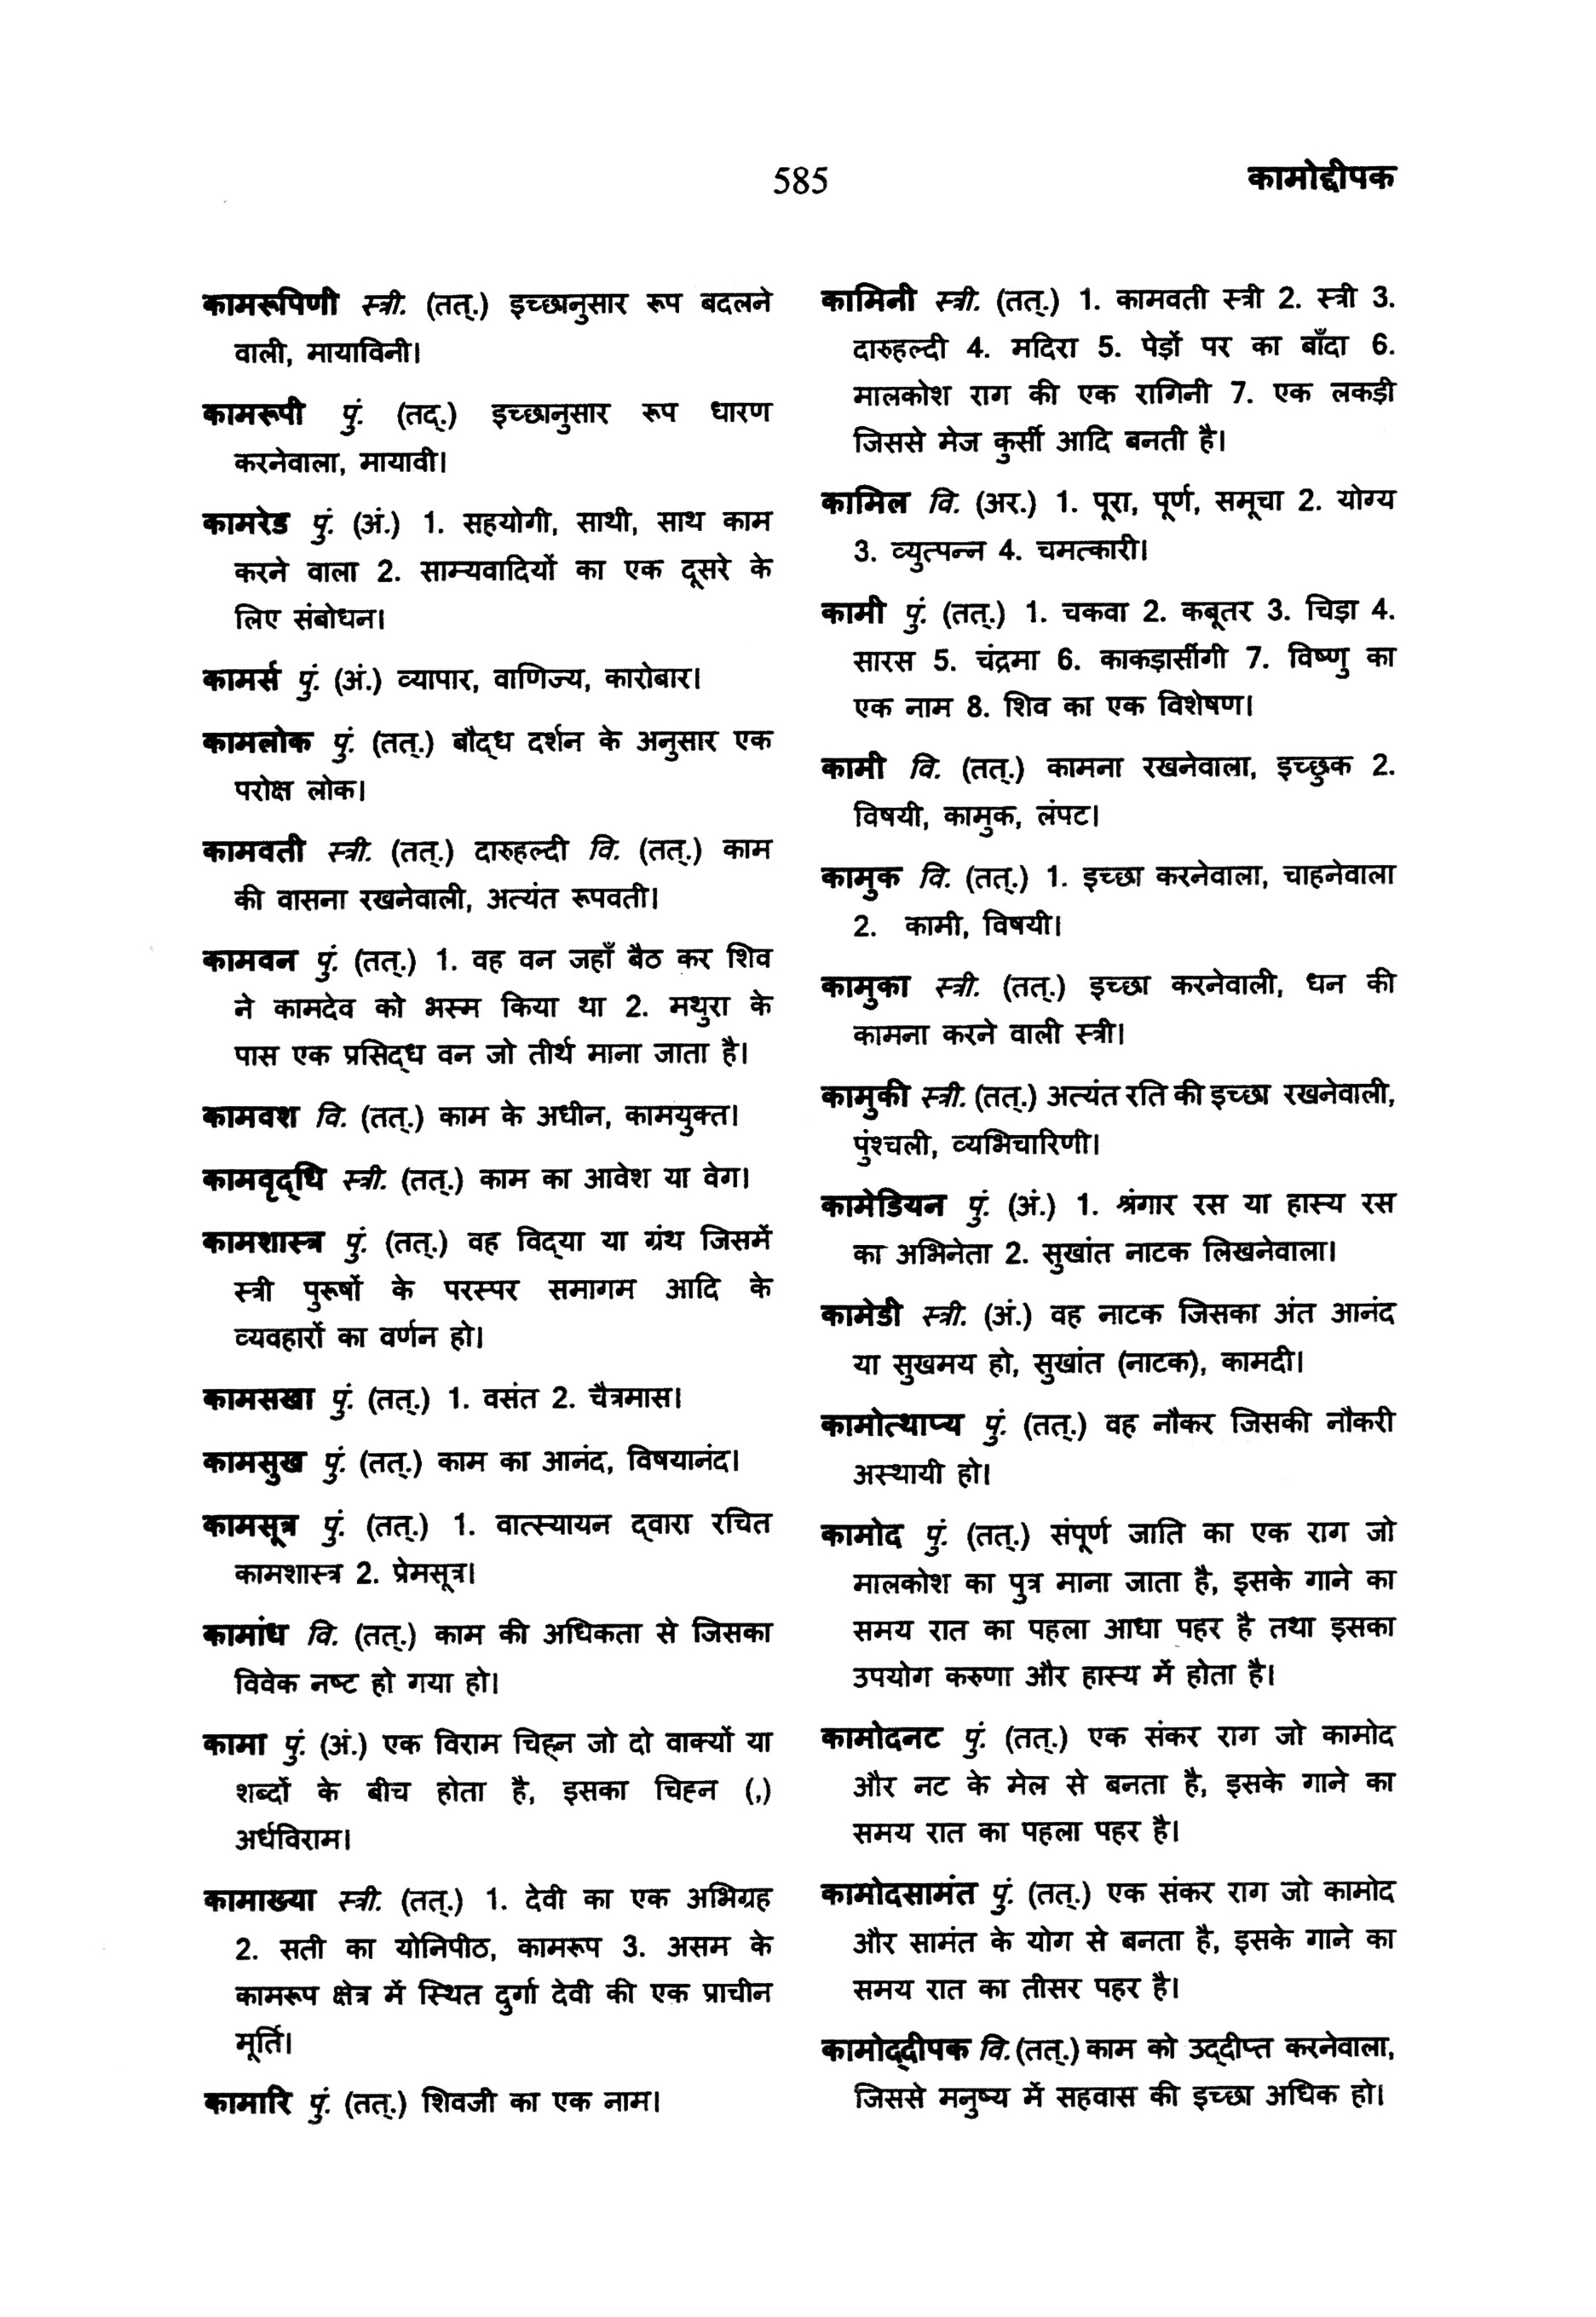 585
कामोद्दीपक
कामरूपिणी स्त्री. (तत्.) इच्छानुसार रूप बदलने
वाली, मायाविनी।
कामरूपी पुं. (तद्.) इच्छानुसार रूप धारण
करनेवाला, मायावी।
कामरेड पुं. (अं.) 1. सहयोगी, साथी, साथ काम
करने वाला 2. साम्यवादियों का एक दूसरे के
लिए संबोधन।
कामर्स पुं. (अं.) व्यापार, वाणिज्य, कारोबार।
कामलोक पुं. (तत्.) बौद्ध दर्शन के अनुसार एक
परोक्ष लोक।
कामवती स्त्री. (तत्.) दारुहल्दी वि. (तत्.) काम
की वासना रखनेवाली, अत्यंत रूपवती।
कामवन पुं. (तत्.) 1. वह वन जहाँ बैठ कर शिव
ने कामदेव को भस्म किया था 2. मथुरा के
पास एक प्रसिद्ध वन जो तीर्थ माना जाता है।
कामवश वि. (तत्.) काम के अधीन, कामयुक्त।
कामवृद्धि स्त्री. (तत्.) काम का आवेश या वेग।
कामशास्त्र पुं. (तत्.) वह विद्या या ग्रंथ जिसमें
स्त्री पुरूषों के परस्पर समागम आदि के
व्यवहारों का वर्णन हो।
कामसखा पुं. (तत्.) 1. वसंत 2. चैत्रमास।
कामसुख पुं. (तत्.) काम का आनंद, विषयानंद।
कामसूत्र पुं. (तत्.) 1. वात्स्यायन द्वारा रचित
कामशास्त्र 2. प्रेमसूत्र।
कामांध वि. (तत्.) काम की अधिकता से जिसका
विवेक नष्ट हो गया हो।
कामा पुं. (अं.) एक विराम चिह्न जो दो वाक्यों या
शब्दों के बीच होता है, इसका चिह्न (,)
अर्धविराम।
कामाख्या स्त्री. (तत्.) 1. देवी का एक अभिग्रह
2. सती का योनिपीठ, कामरूप 3. असम के
कामरूप क्षेत्र में स्थित दुर्गा देवी की एक प्राचीन
मूर्ति।
कामारि पुं. (तत्.) शिवजी का एक नाम।
कामिनी स्त्री. (तत्.) 1. कामवती स्त्री 2. स्त्री 3.
दारुहल्दी 4. मदिरा 5. पेड़ों पर का बाँदा 6.
मालकोश राग की एक रागिनी 7. एक लकड़ी
जिससे मेज कुर्सी आदि बनती है।
कामिल वि. (अर.) 1. पूरा, पूर्ण, समूचा 2. योग्य
3. व्युत्पन्न 4. चमत्कारी।
कामी पुं. (तत्.) 1. चकवा 2. कबूतर 3. चिड़ा 4.
सारस 5. चंद्रमा 6. काकड़ासींगी 7. विष्णु का
एक नाम 8. शिव का एक विशेषण।
कामी वि. (तत्.) कामना रखनेवाला, इच्छुक 2.
विषयी, कामुक, लंपट।
कामुक वि. (तत्.) 1. इच्छा करनेवाला, चाहनेवाला
2. कामी, विषयी।
कामुका स्त्री. (तत्.) इच्छा करनेवाली, धन की
कामना करने वाली स्त्री।
कामुकी स्त्री. (तत्.) अत्यंत रति की इच्छा रखनेवाली,
पुंश्चली, व्यभिचारिणी।
कामेडियन पुं. (अं.) 1. श्रंगार रस या हास्य रस
का अभिनेता 2. सुखांत नाटक लिखनेवाला।
कामेडी स्त्री. (अं.) वह नाटक जिसका अंत आनंद
या सुखमय हो, सुखांत (नाटक), कामदी।
कामोत्थाप्य पुं. (तत्.) वह नौकर जिसकी नौकरी
अस्थायी हो।
कामोद पुं. (तत्.) संपूर्ण जाति का एक राग जो
मालकोश का पुत्र माना जाता है, इसके गाने का
समय रात का पहला आधा पहर है तथा इसका
उपयोग करुणा और हास्य में होता है।
कामोदनट पुं. (तत्.) एक संकर राग जो कामोद
और नट के मेल से बनता है, इसके गाने का
समय रात का पहला पहर है।
कामोदसामंत पुं. (तत्.) एक संकर राग जो कामोद
और सामंत के योग से बनता है, इसके गाने का
समय रात का तीसर पहर है।
कामोद्दीपक वि. (तत्.) काम को उद्दीप्त करनेवाला,
जिससे मनुष्य में सहवास की इच्छा अधिक हो।